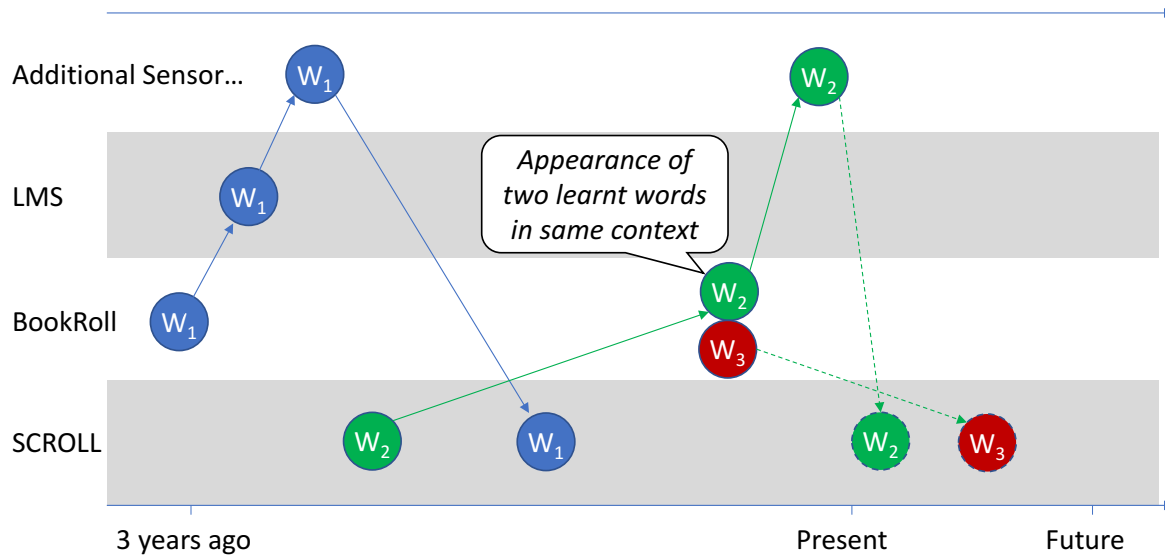 Additional Sensor…
W₁
W₂
Appearance of
two learnt words
in same context
LMS
W₁
BookRoll
W₁
W₂
W₃
SCROLL
W₂
W₁
W₂
W₃
3 years ago
Present
Future